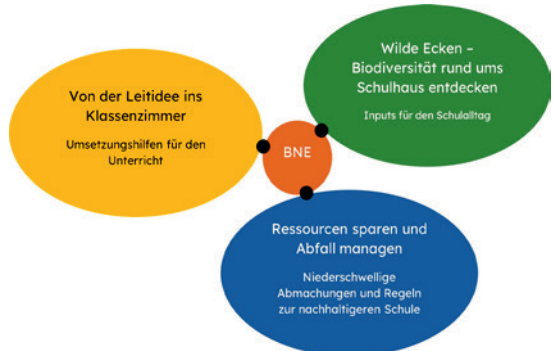 Von der Leitidee ins
Klassenzimmer
Umsetzungshilfen für den
Unterricht
Wilde Ecken –
Biodiversität rund ums
Schulhaus entdecken
Inputs für den Schulalltag
BNE
Ressourcen sparen und
Abfall managen
Niederschwellige
Abmachungen und Regeln
zur nachhaltigeren Schule